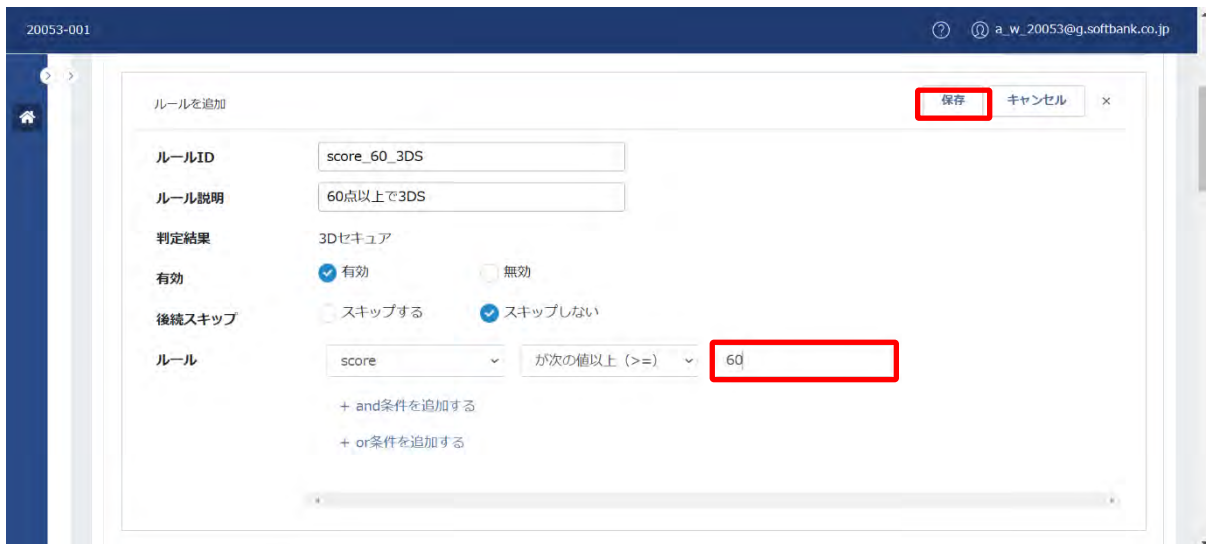 20053-001 a_w_20053@g.softbank.co.jp
ルールを追加 保存 キャンセル ×
ルールID score_60_3DS
ルール説明 60点以上で3DS
判定結果 3Dセキュア
有効 有効 無効
後続スキップ スキップする スキップしない
ルール score が次の値以上（>=） 60
+ and条件を追加する
+ or条件を追加する